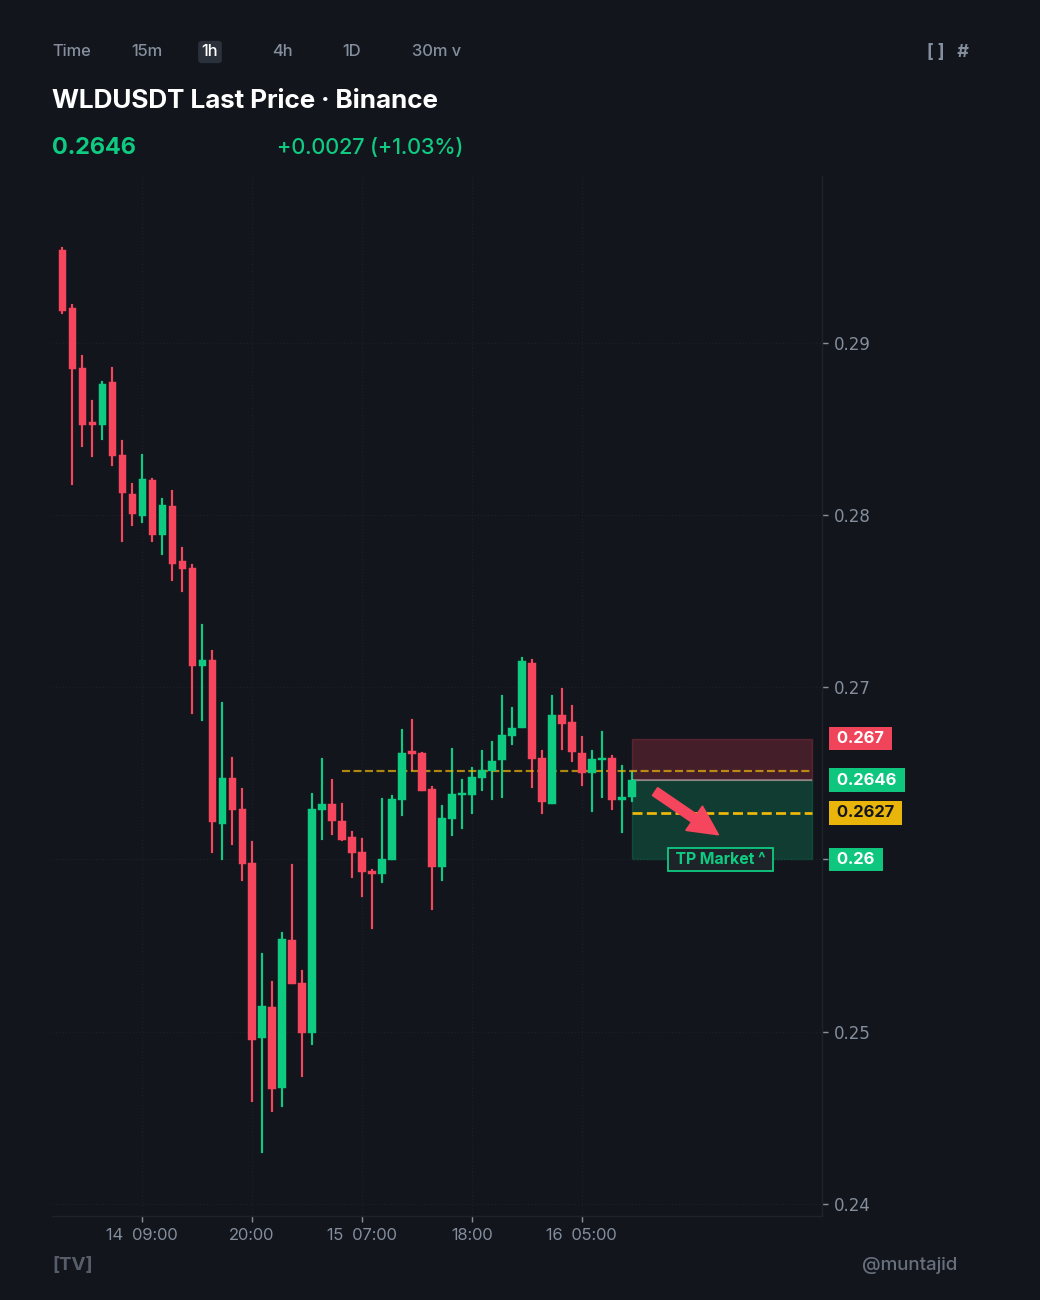 Time 15m 1h 4h 1D 30m v [ ] #
WLDUSDT Last Price · Binance
0.2646 +0.0027 (+1.03%)
0.29
0.28
0.27
0.267
0.2646
0.2627
TP Market ^ 0.26
0.25
0.24
14 09:00 20:00 15 07:00 18:00 16 05:00
[TV] @muntajid